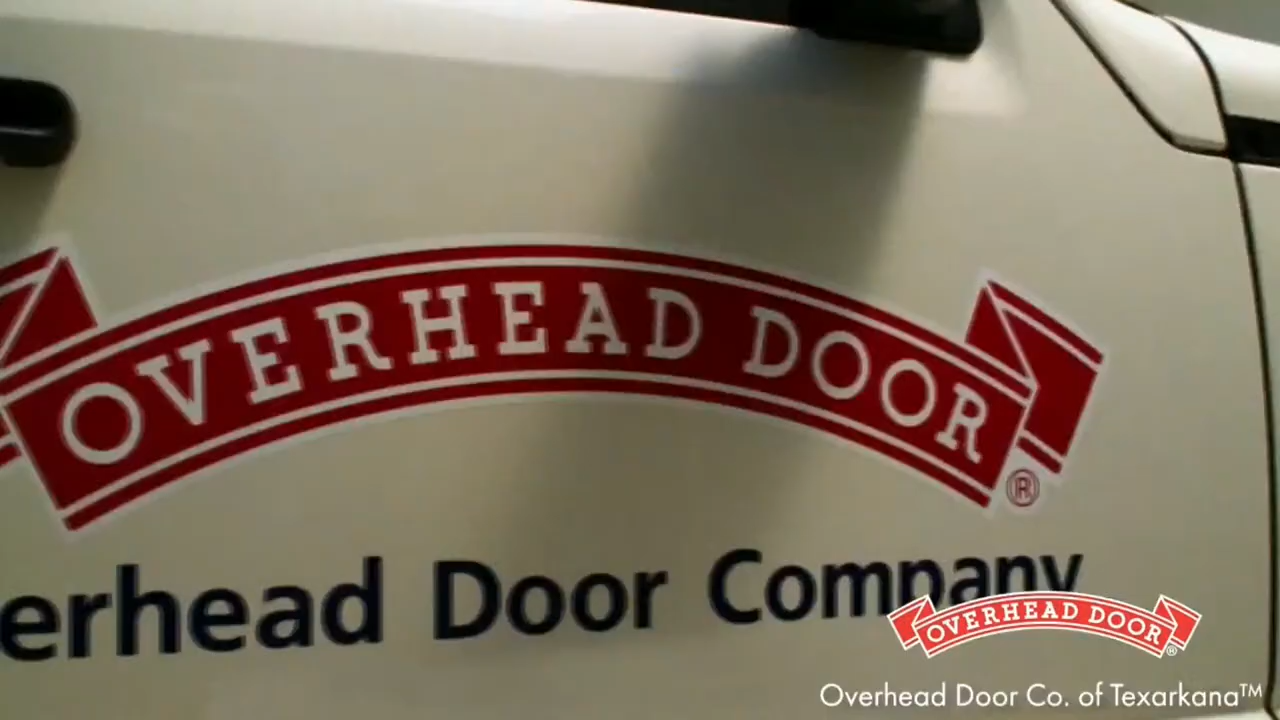 OVERHEAD DOOR
®
erhead Door Company
OVERHEAD DOOR
®
Overhead Door Co. of Texarkana™